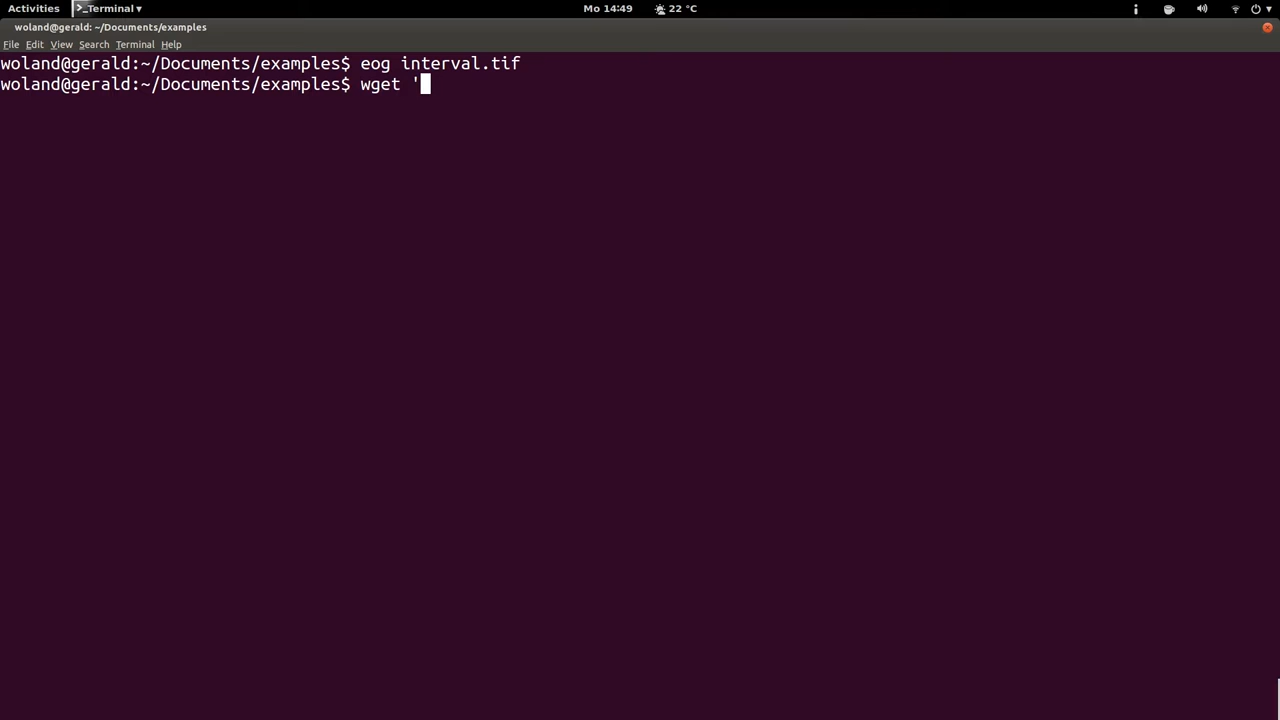 Activities >_Terminal ▾ Mo 14:49 22 °C
woland@gerald: ~/Documents/examples
File Edit View Search Terminal Help
woland@gerald:~/Documents/examples$ eog interval.tif
woland@gerald:~/Documents/examples$ wget '